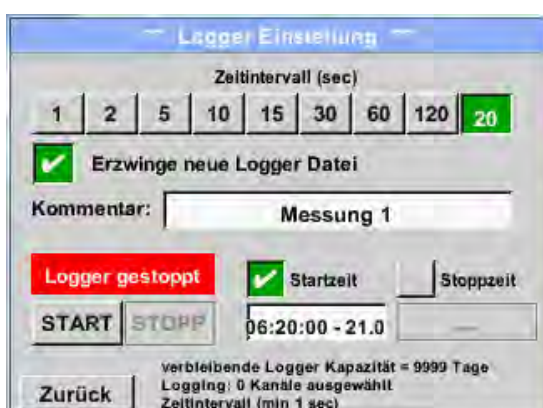 Logger Einstellung
Zeitintervall (sec)
1 2 5 10 15 30 60 120 20
Erzwinge neue Logger Datei
Kommentar: Messung 1
Logger gestoppt Startzeit Stoppzeit
START STOPP 06:20:00 - 21.0 ---
verbleibende Logger Kapazität = 9999 Tage
Zurück Logging: 0 Kanäle ausgewählt
Zeitintervall (min 1 sec)